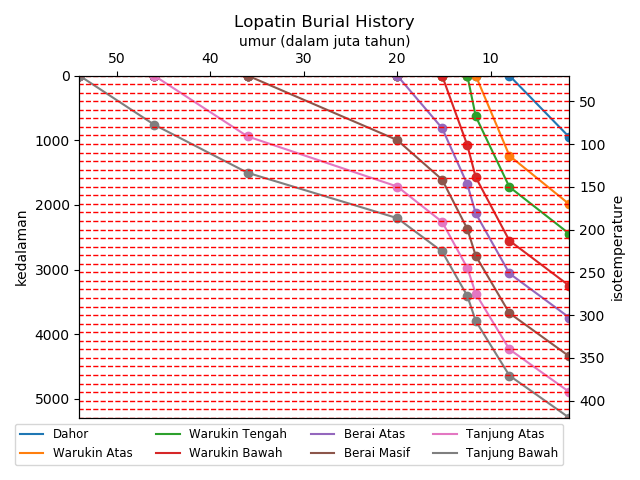 Lopatin Burial History
umur (dalam juta tahun)
50 40 30 20 10
0
1000
2000
3000
4000
5000
kedalaman
50
100
150
200
250
300
350
400
isotemperature
Dahor Warukin Tengah Berai Atas Tanjung Atas
Warukin Atas Warukin Bawah Berai Masif Tanjung Bawah